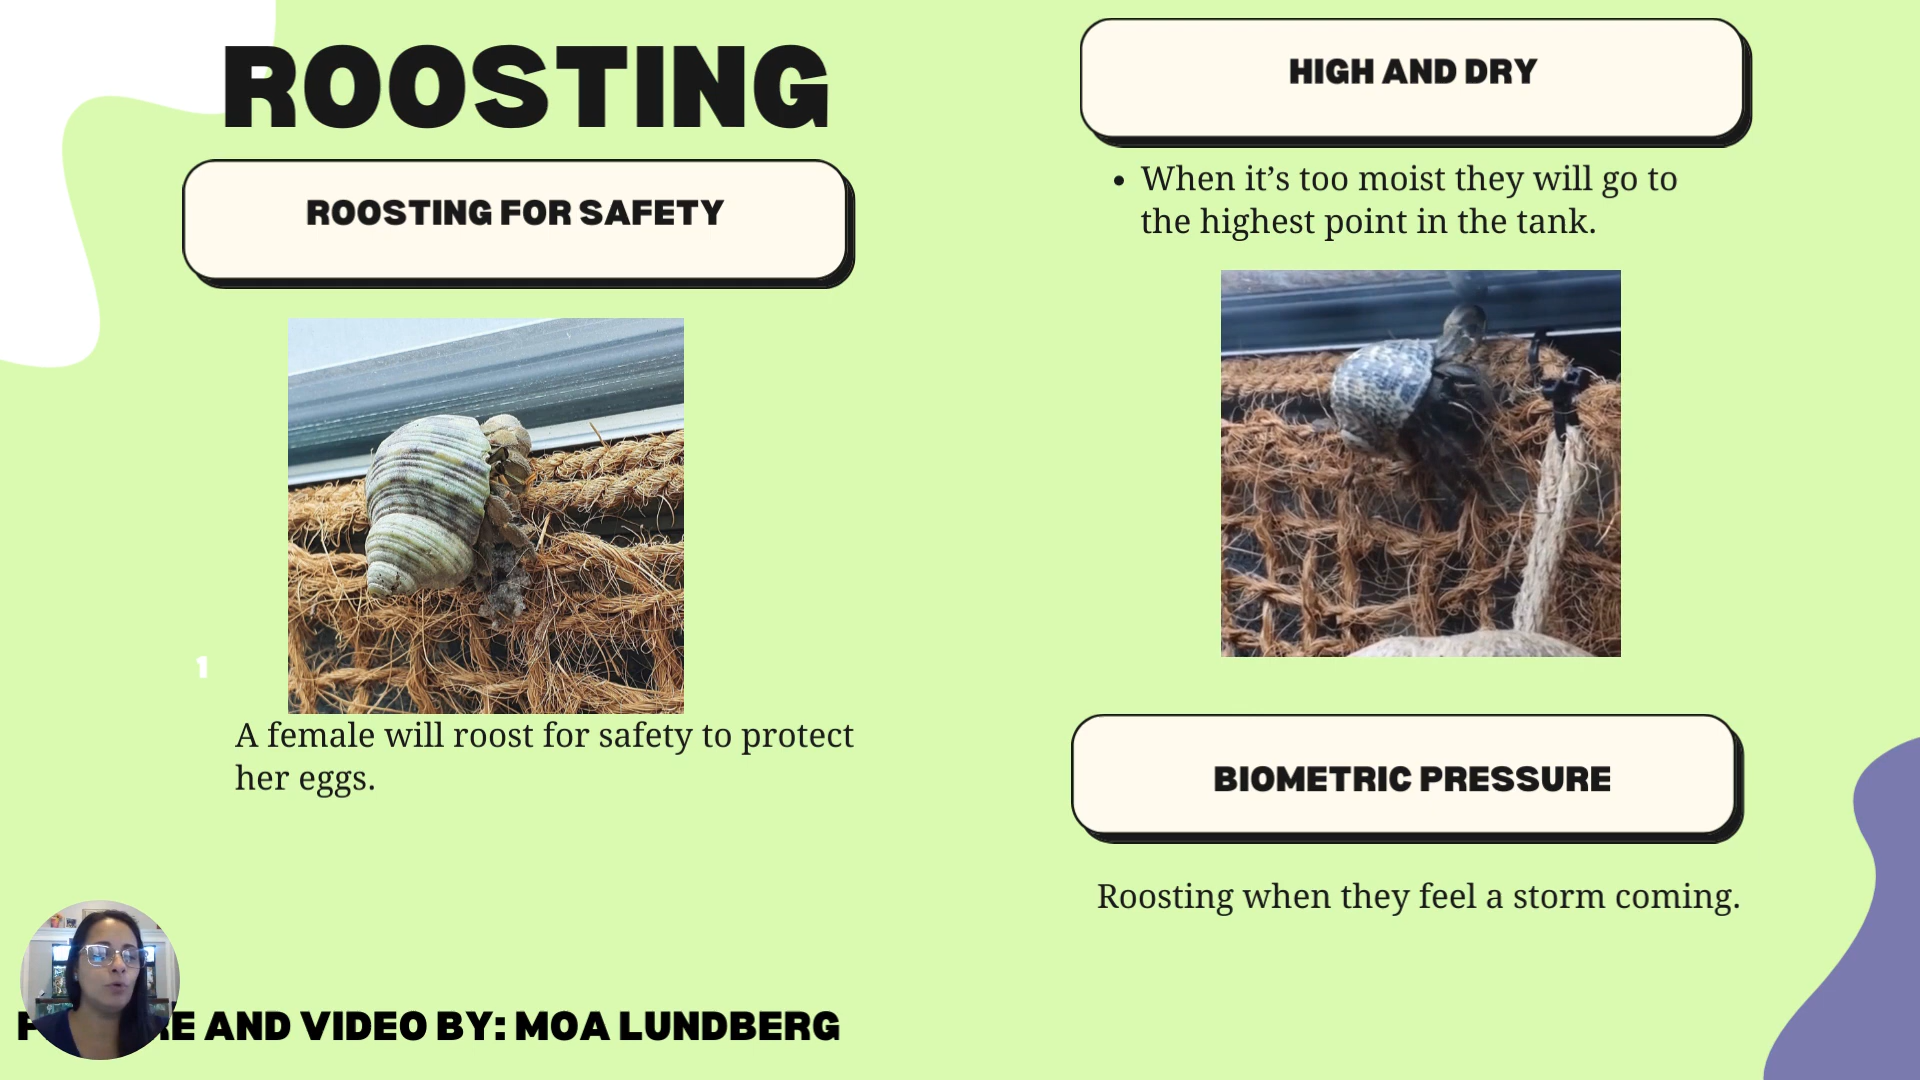 ROOSTING
ROOSTING FOR SAFETY
A female will roost for safety to protect
her eggs.
HIGH AND DRY
• When it’s too moist they will go to
the highest point in the tank.
BIOMETRIC PRESSURE
Roosting when they feel a storm coming.
AND VIDEO BY: MOA LUNDBERG